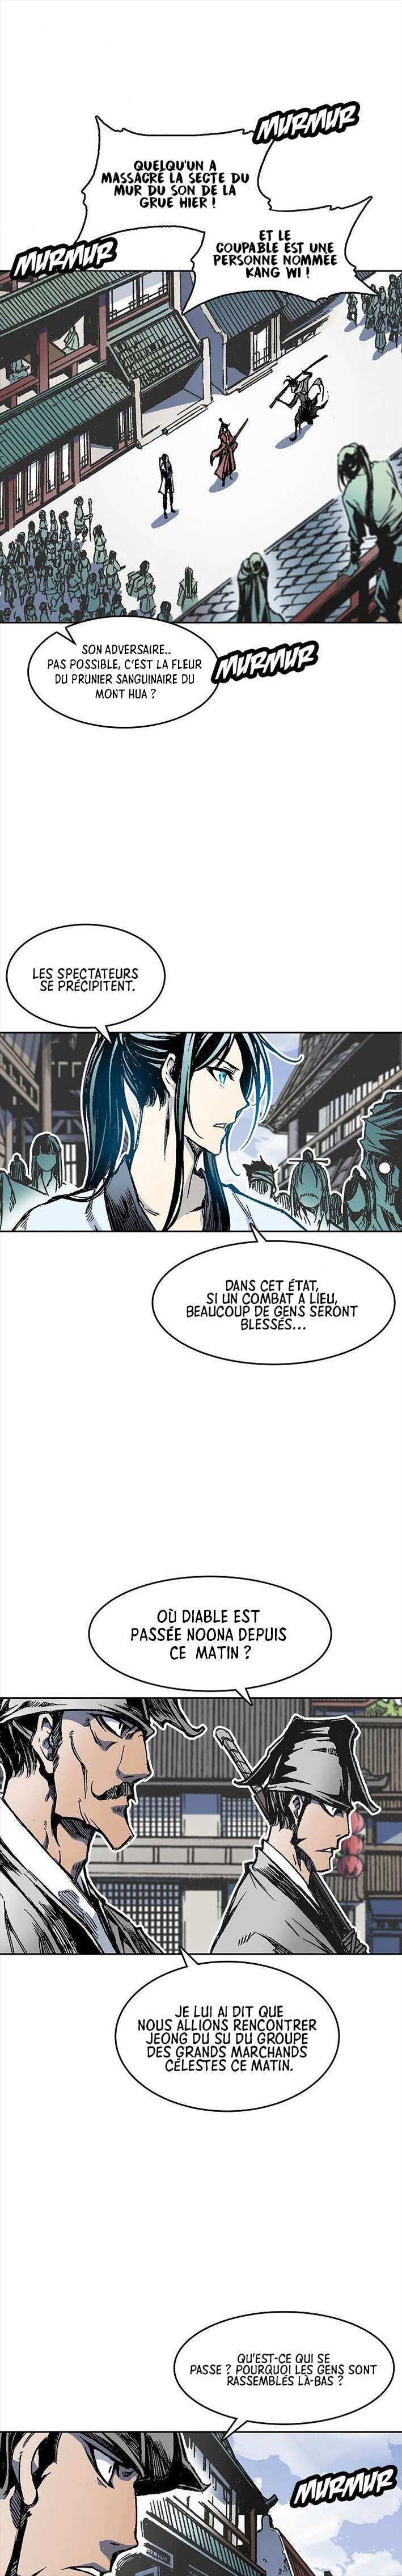 MURMUR
QUELQU'UN A
MASSACRÉ LA SECTE DU
MUR DU SON DE LA
GRUE HIER !
MURMUR
ET LE
COUPABLE EST UNE
PERSONNE NOMMÉE
KANG WI !
SON ADVERSAIRE..
PAS POSSIBLE, C'EST LA FLEUR
DU PRUNIER SANGUINAIRE DU
MONT HUA ?
MURMUR
LES SPECTATEURS
SE PRÉCIPITENT.
DANS CET ÉTAT,
SI UN COMBAT A LIEU,
BEAUCOUP DE GENS SERONT
BLESSÉS...
OÙ DIABLE EST
PASSÉE NOONA DEPUIS
CE MATIN ?
JE LUI AI DIT QUE
NOUS ALLIONS RENCONTRER
JEONG DU SU DU GROUPE
DES GRANDS MARCHANDS
CÉLESTES CE MATIN.
QU'EST-CE QUI SE
PASSE ? POURQUOI LES GENS SONT
RASSEMBLÉS LÀ-BAS ?
MURMUR